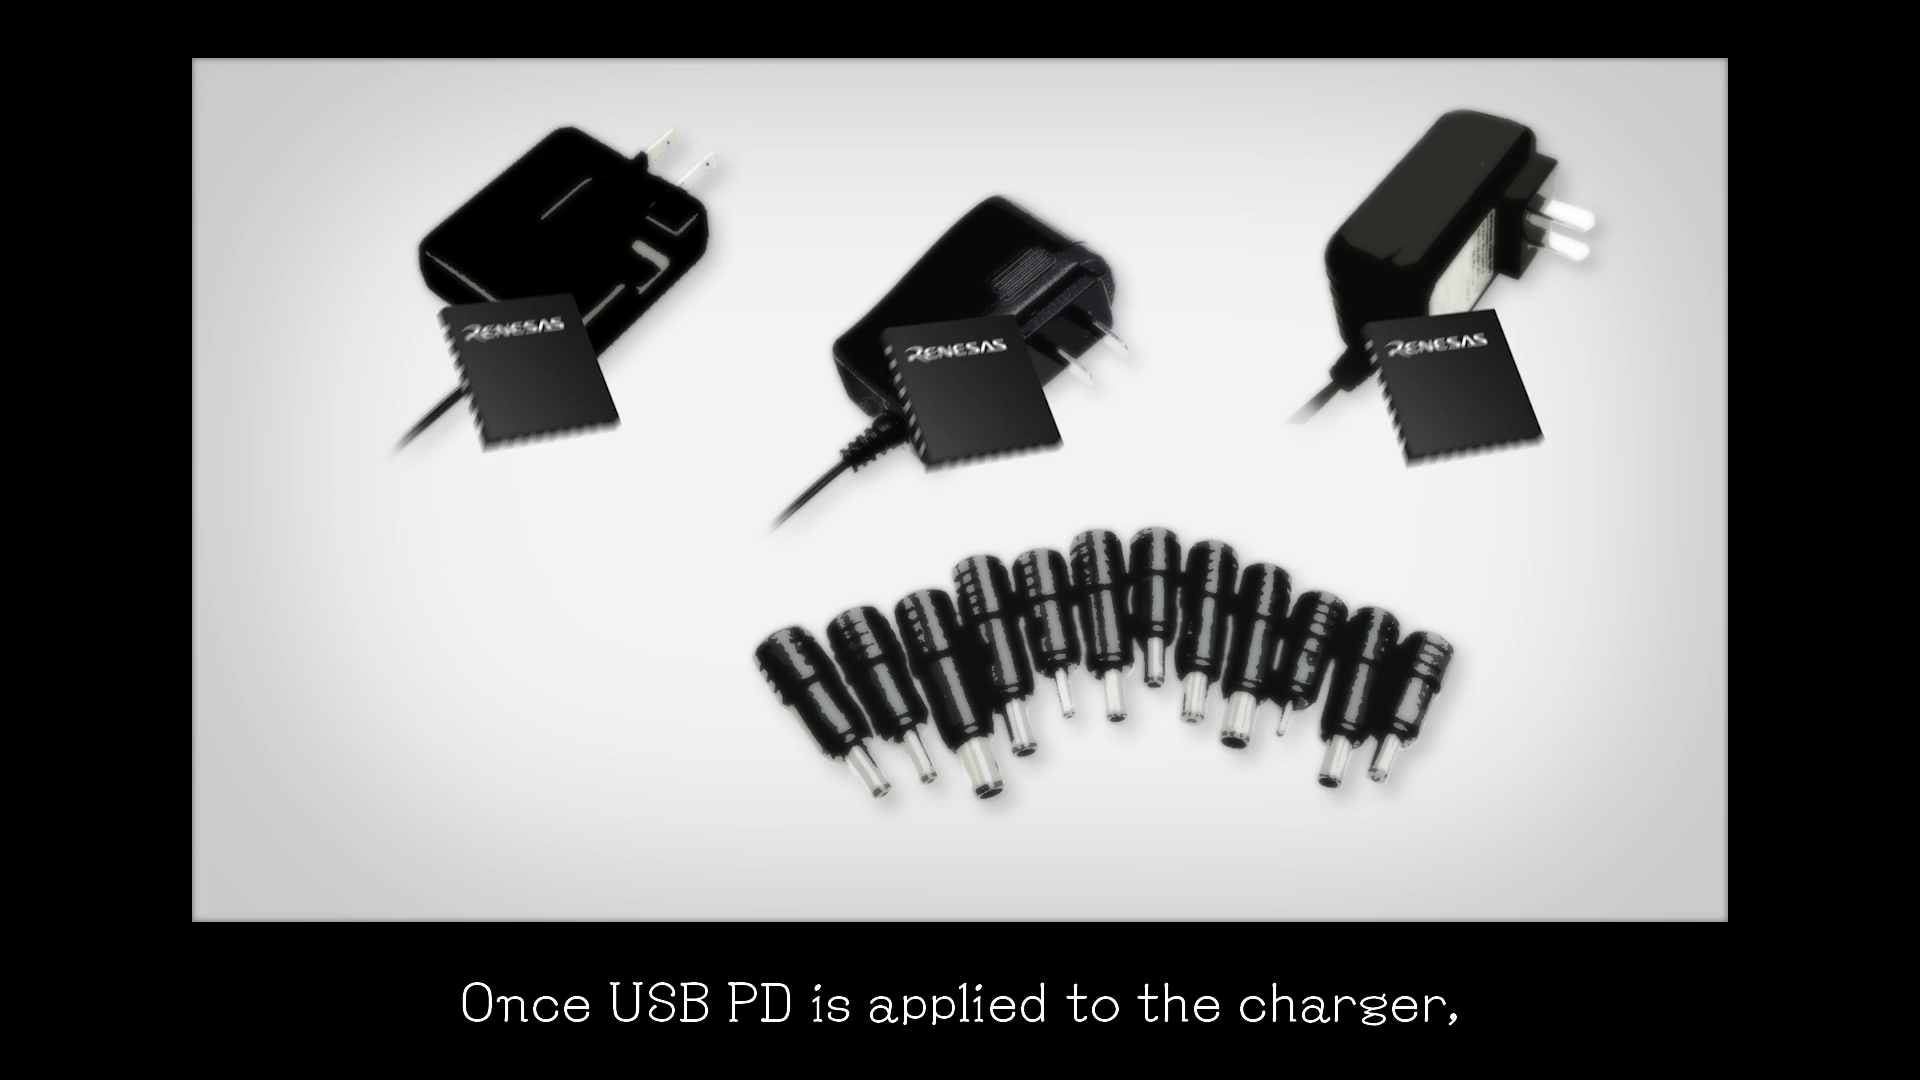 RENESAS
RENESAS
RENESAS
Once USB PD is applied to the charger,